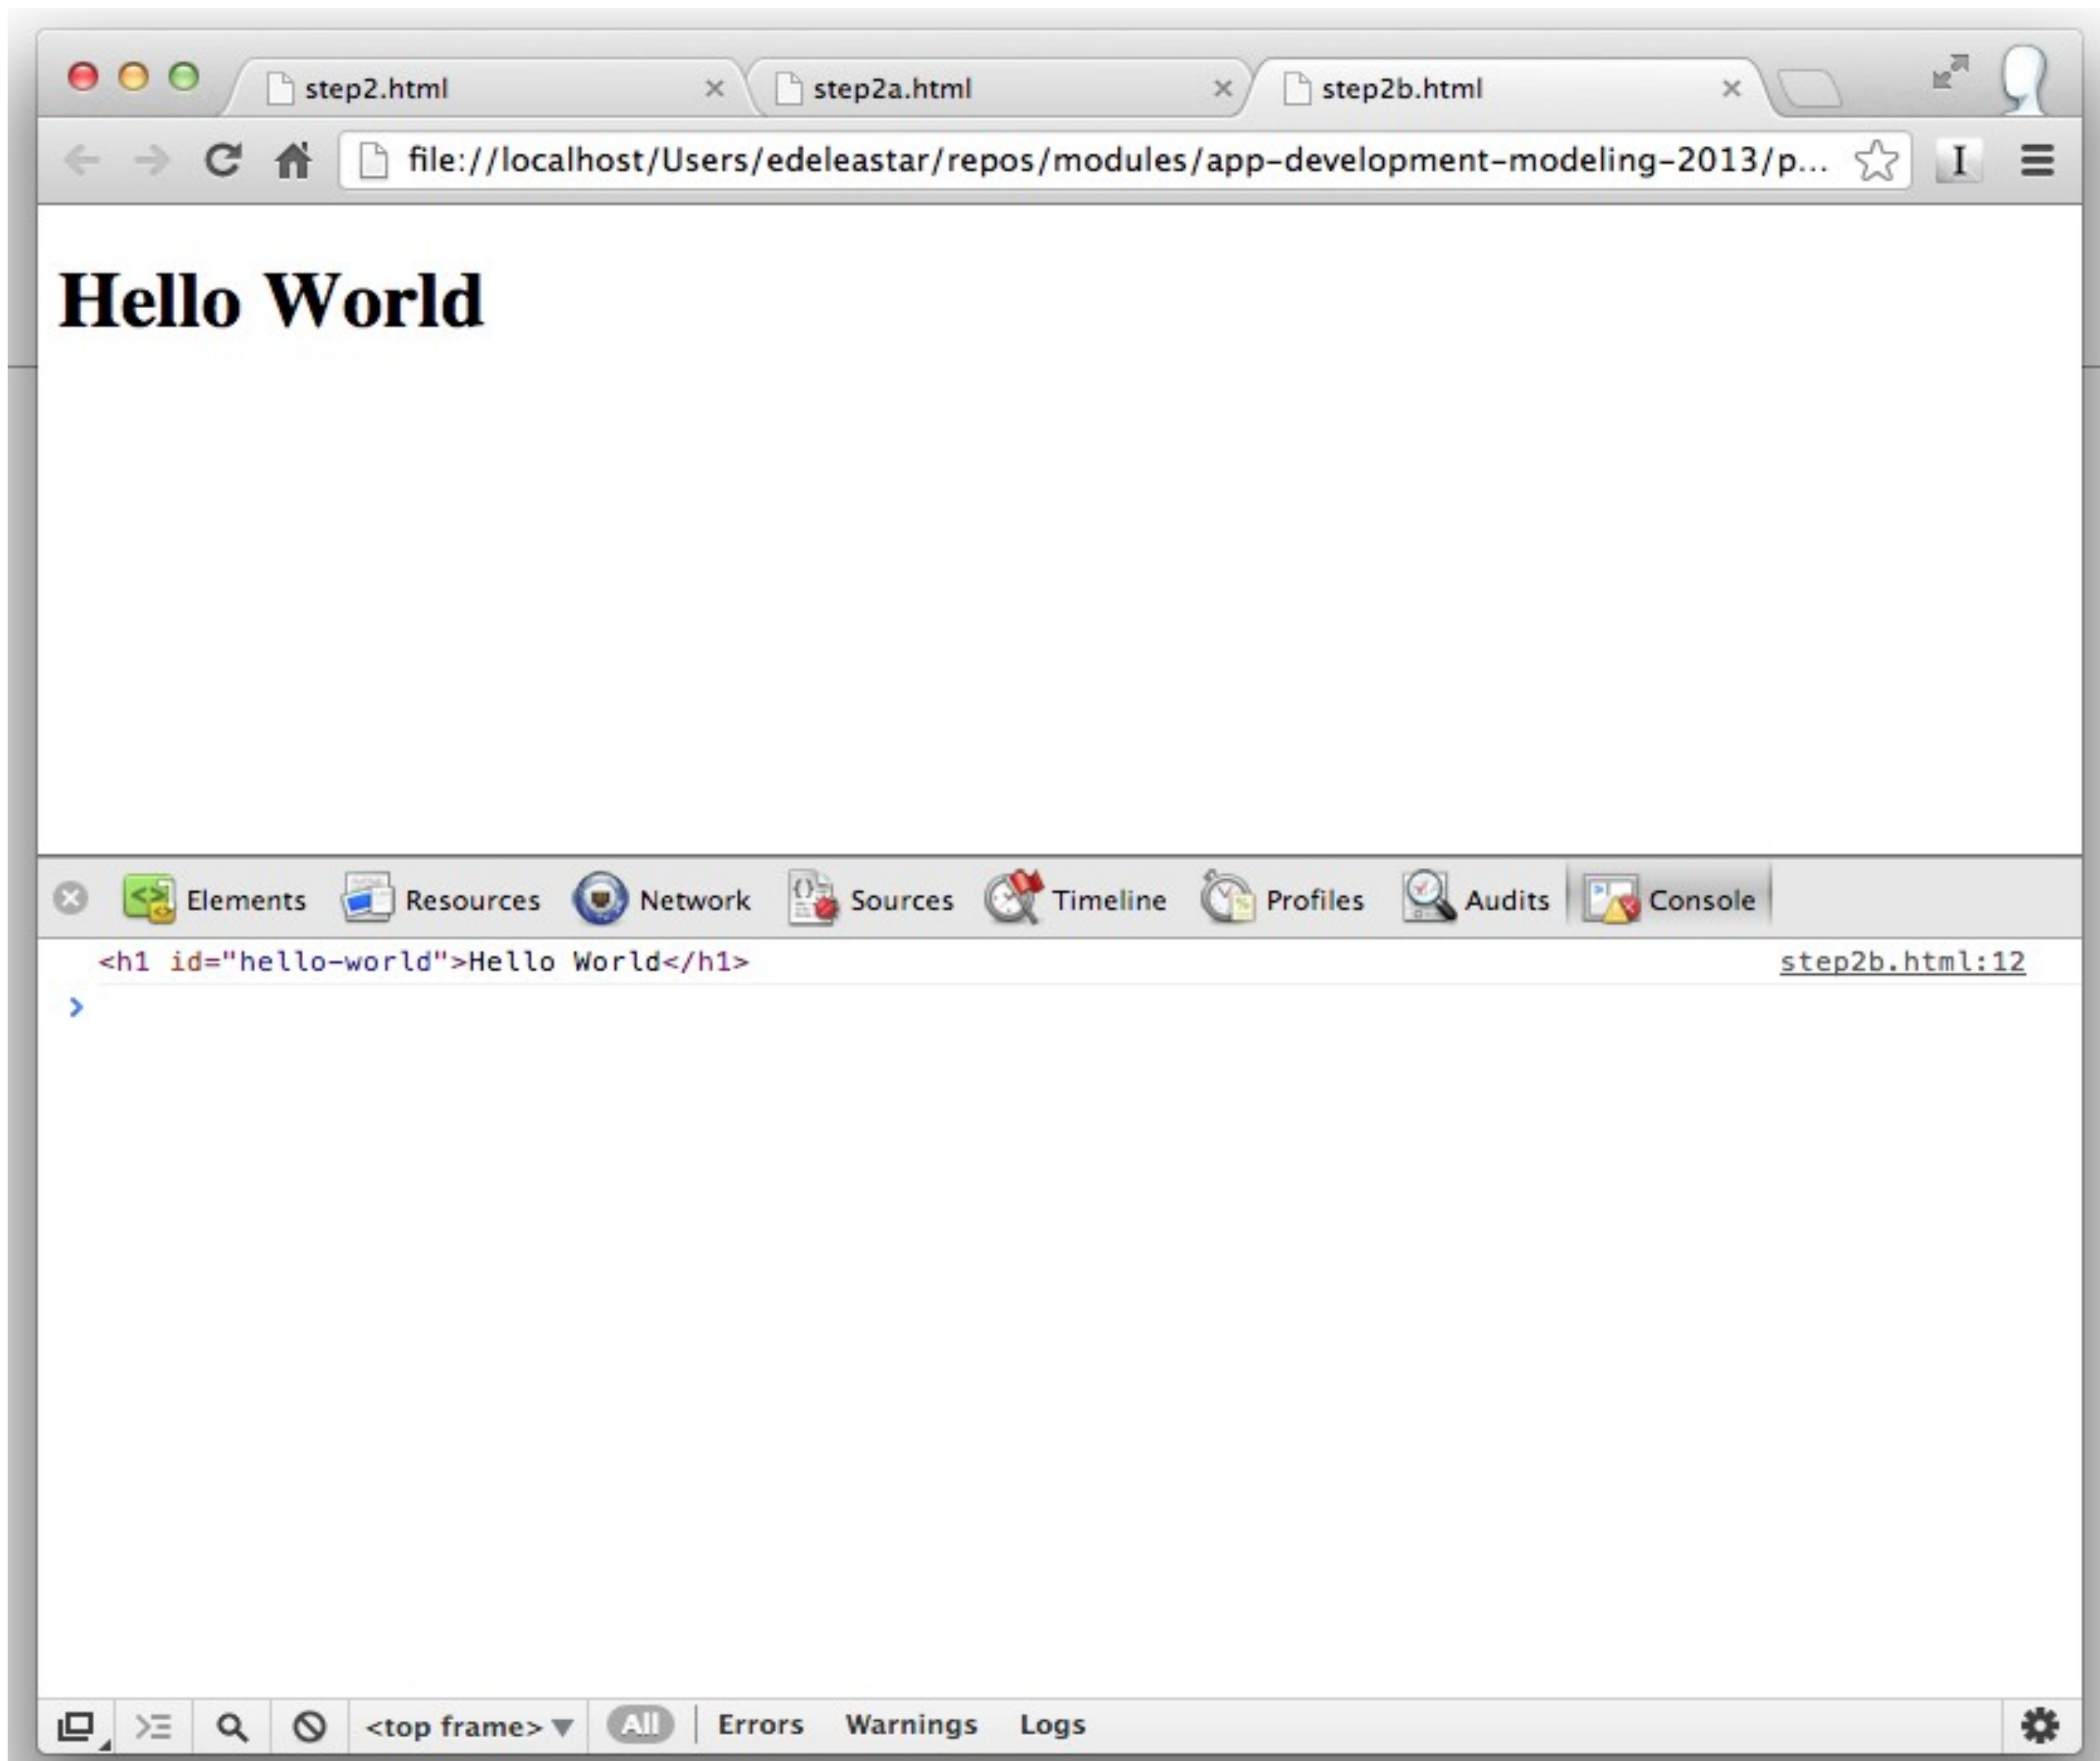 step2.html step2a.html step2b.html
file://localhost/Users/edeleastar/repos/modules/app-development-modeling-2013/p...
Hello World
Elements Resources Network Sources Timeline Profiles Audits Console
<h1 id="hello-world">Hello World</h1> step2b.html:12
<top frame> All Errors Warnings Logs